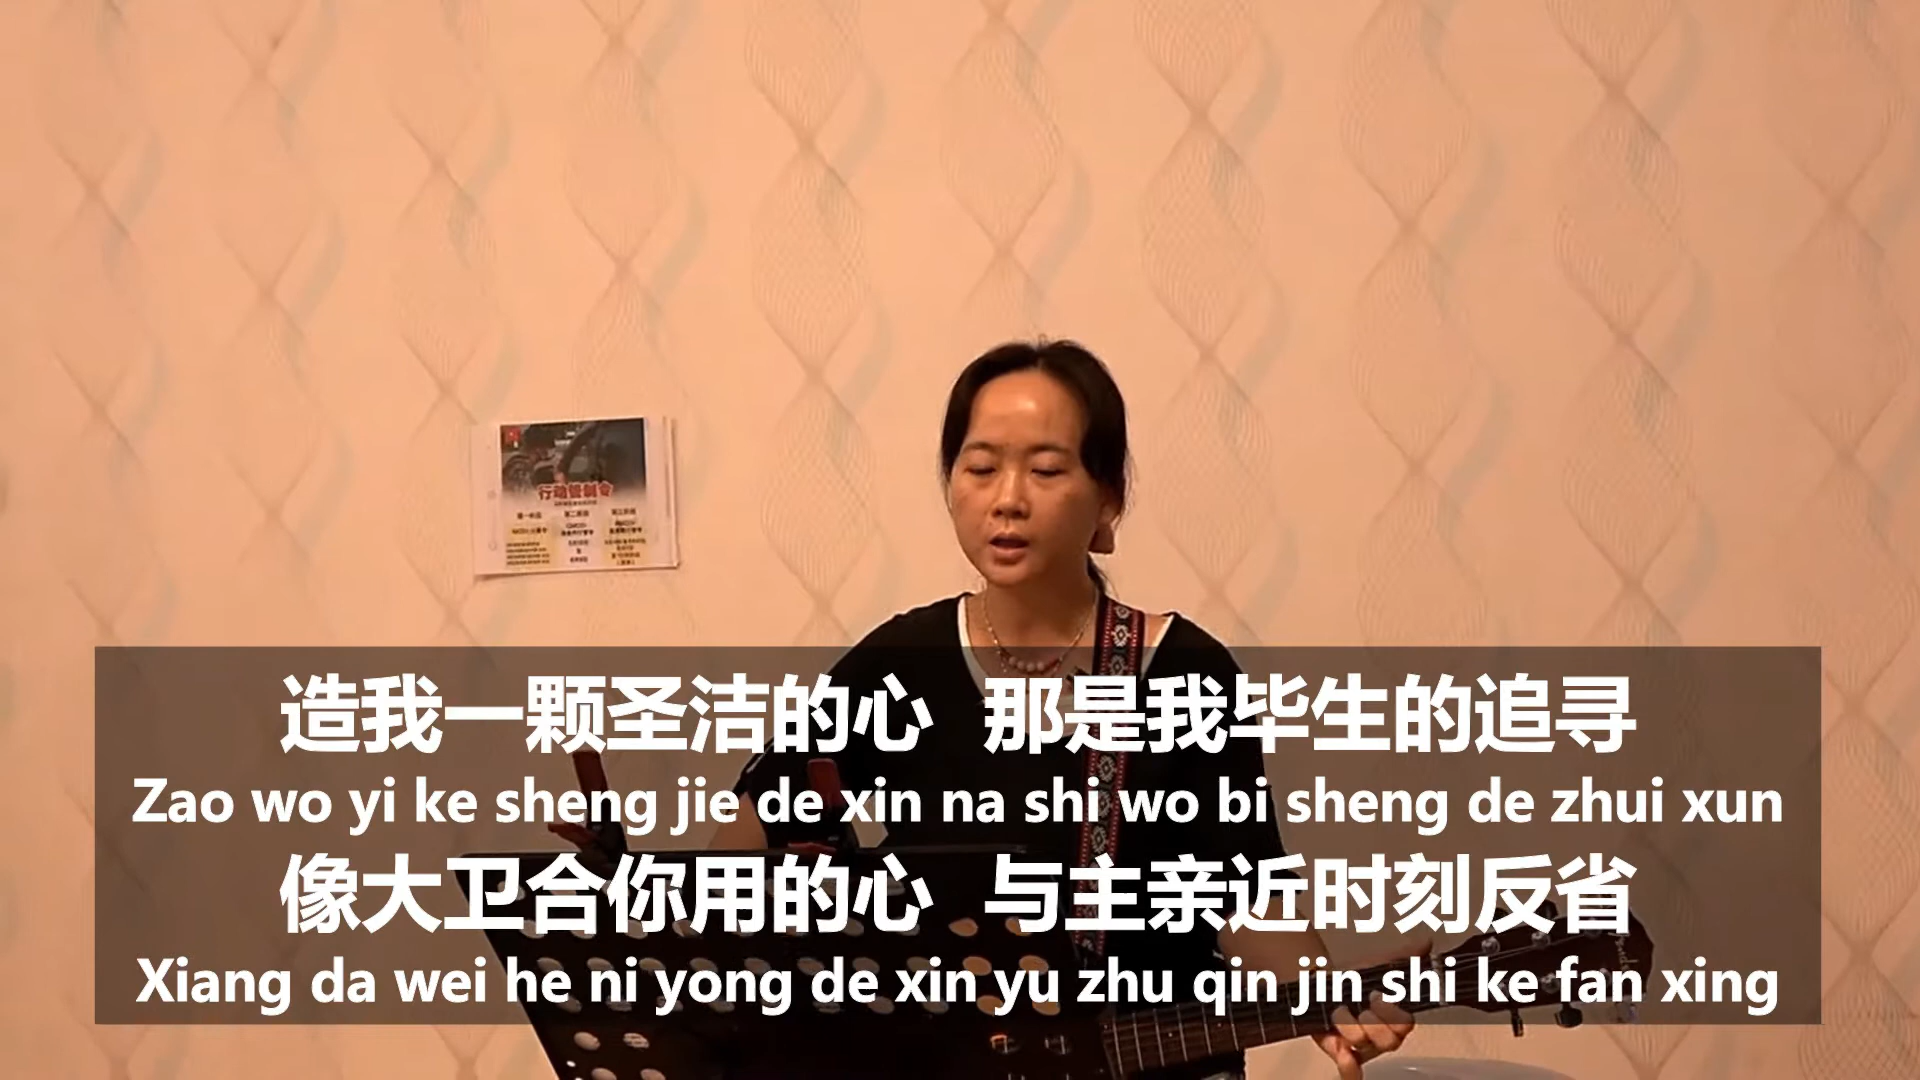 行动管制令
造我一颗圣洁的心 那是我毕生的追寻
Zao wo yi ke sheng jie de xin na shi wo bi sheng de zhui xun
像大卫合你用的心 与主亲近时刻反省
Xiang da wei he ni yong de xin yu zhu qin jin shi ke fan xing